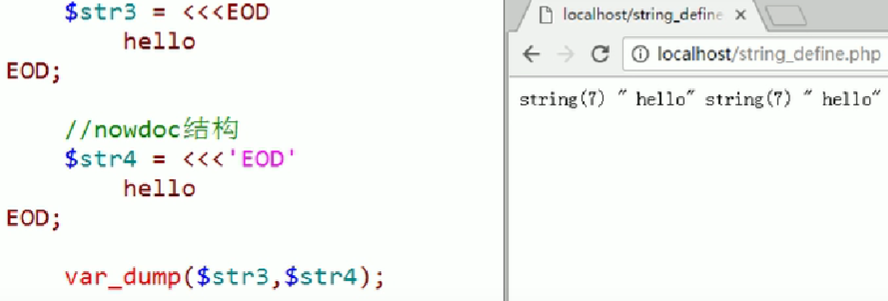 $str3 = <<<EOD
hello
EOD;
//nowdoc结构
$str4 = <<<'EOD'
hello
EOD;
var_dump($str3,$str4);
localhost/string_define
localhost/string_define.php
string(7) " hello" string(7) " hello"